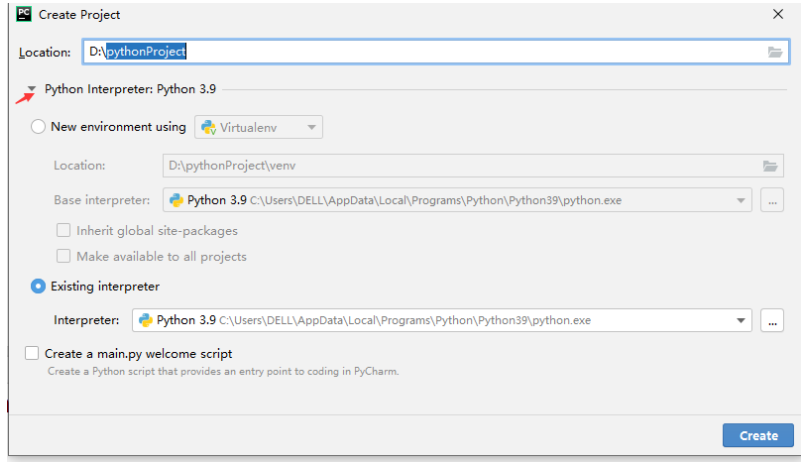 PC Create Project
Location: D:\pythonProject
Python Interpreter: Python 3.9
New environment using Virtualenv
Location: D:\pythonProject\venv
Base interpreter: Python 3.9 C:\Users\DELL\AppData\Local\Programs\Python\Python39\python.exe ...
Inherit global site-packages
Make available to all projects
Existing interpreter
Interpreter: Python 3.9 C:\Users\DELL\AppData\Local\Programs\Python\Python39\python.exe ...
Create a main.py welcome script
Create a Python script that provides an entry point to coding in PyCharm.
Create